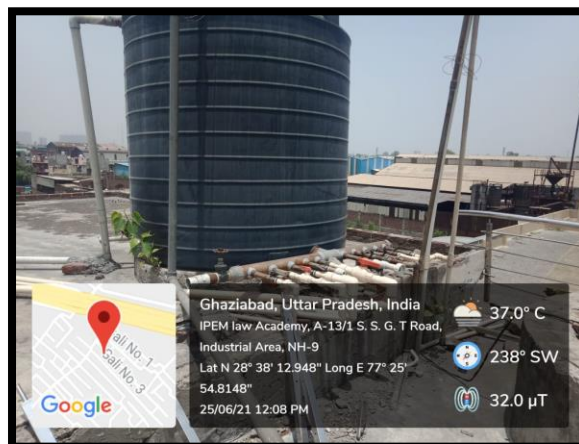 Ghaziabad, Uttar Pradesh, India
IPEM law Academy, A-13/1 S. S. G. T Road,
Industrial Area, NH-9
Lat N 28° 38' 12.948" Long E 77° 25'
54.8148"
25/06/21 12:08 PM
37.0° C
238° SW
32.0 µT
ali No. 1
Gali No. 3
Google